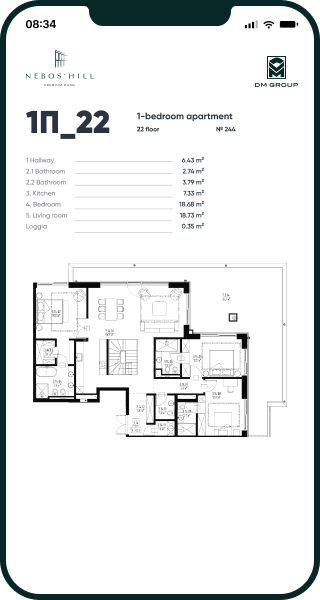 08:34
NEBOS'HILL
DM GROUP
1П_22
1-bedroom apartment
22 floor № 244
1 Hallway 6.43 m²
2.1 Bathroom 2.74 m²
2.2 Bathroom 3.79 m²
3. Kitchen 7.33 m²
4. Bedroom 18.68 m²
5. Living room 18.73 m²
Loggia 0.35 m²